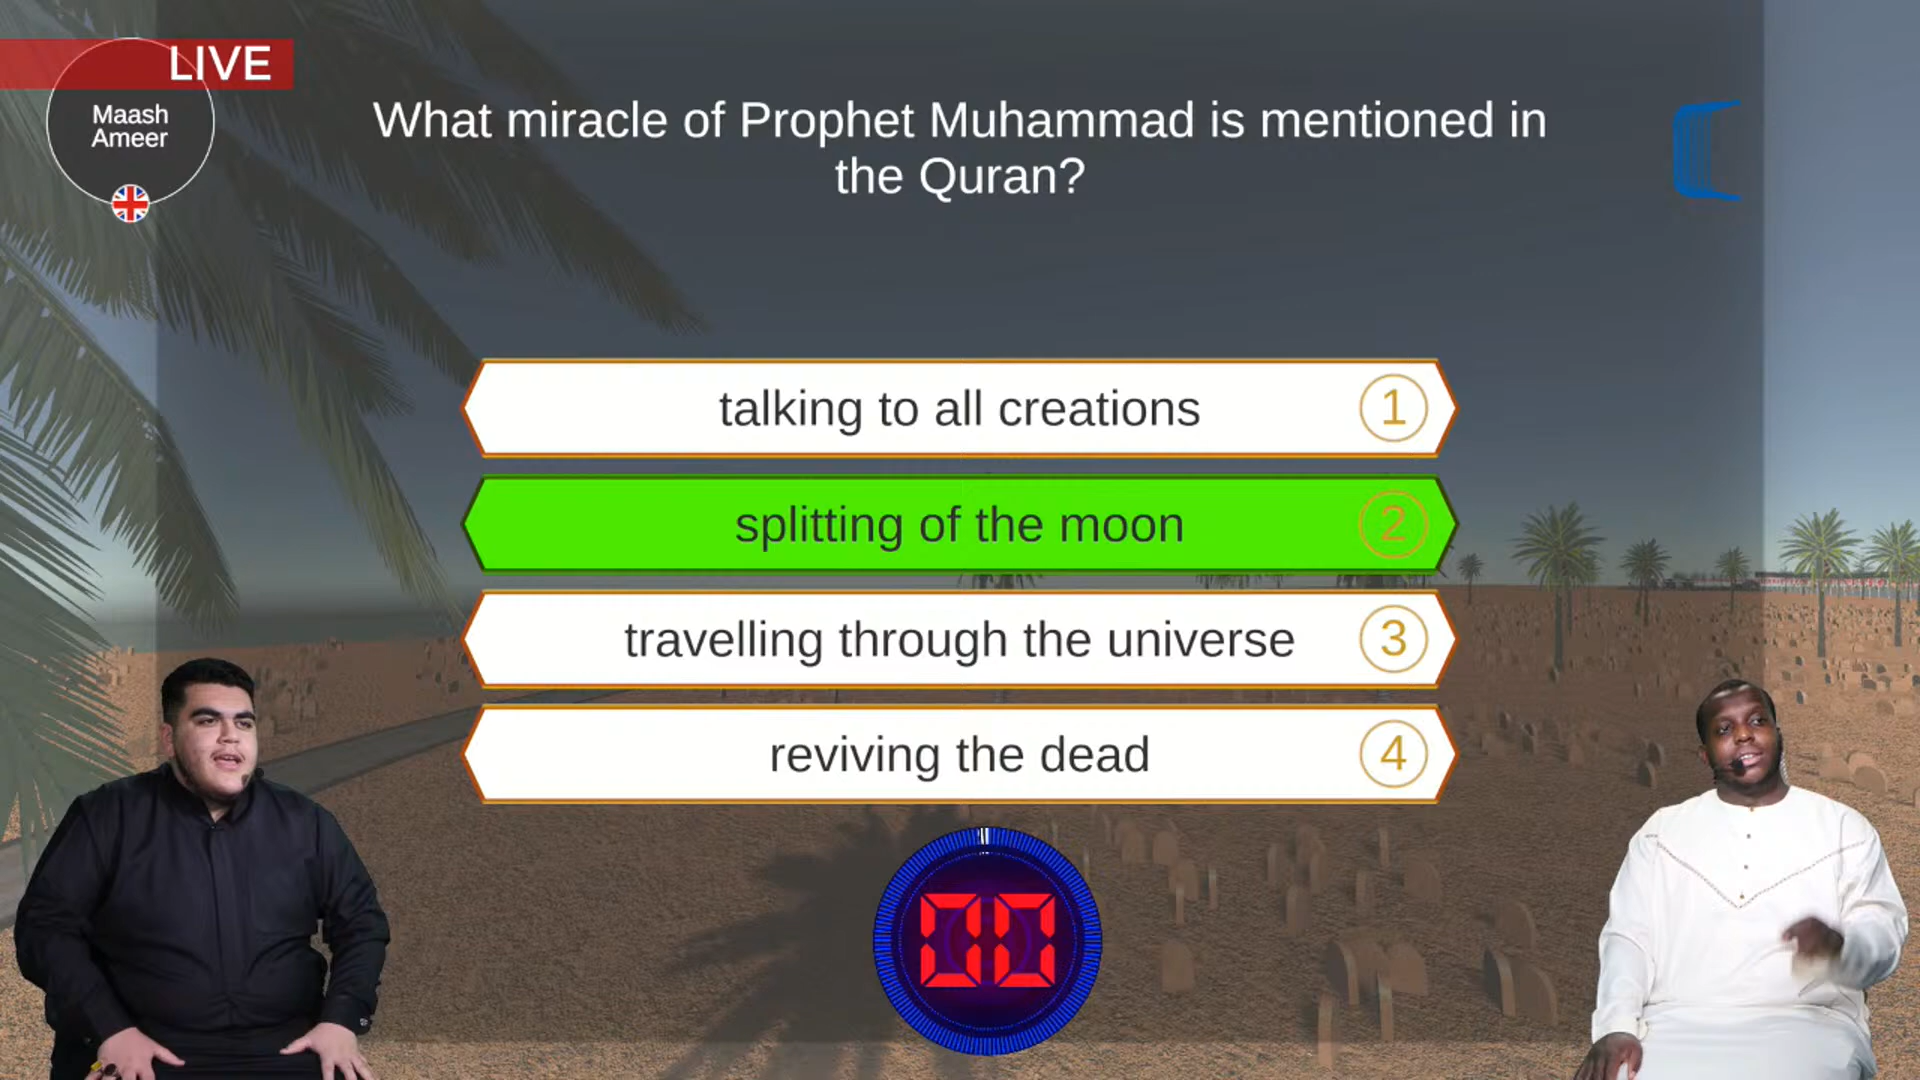 LIVE
Maash
Ameer
What miracle of Prophet Muhammad is mentioned in
the Quran?
talking to all creations 1
splitting of the moon 2
travelling through the universe 3
reviving the dead 4
00